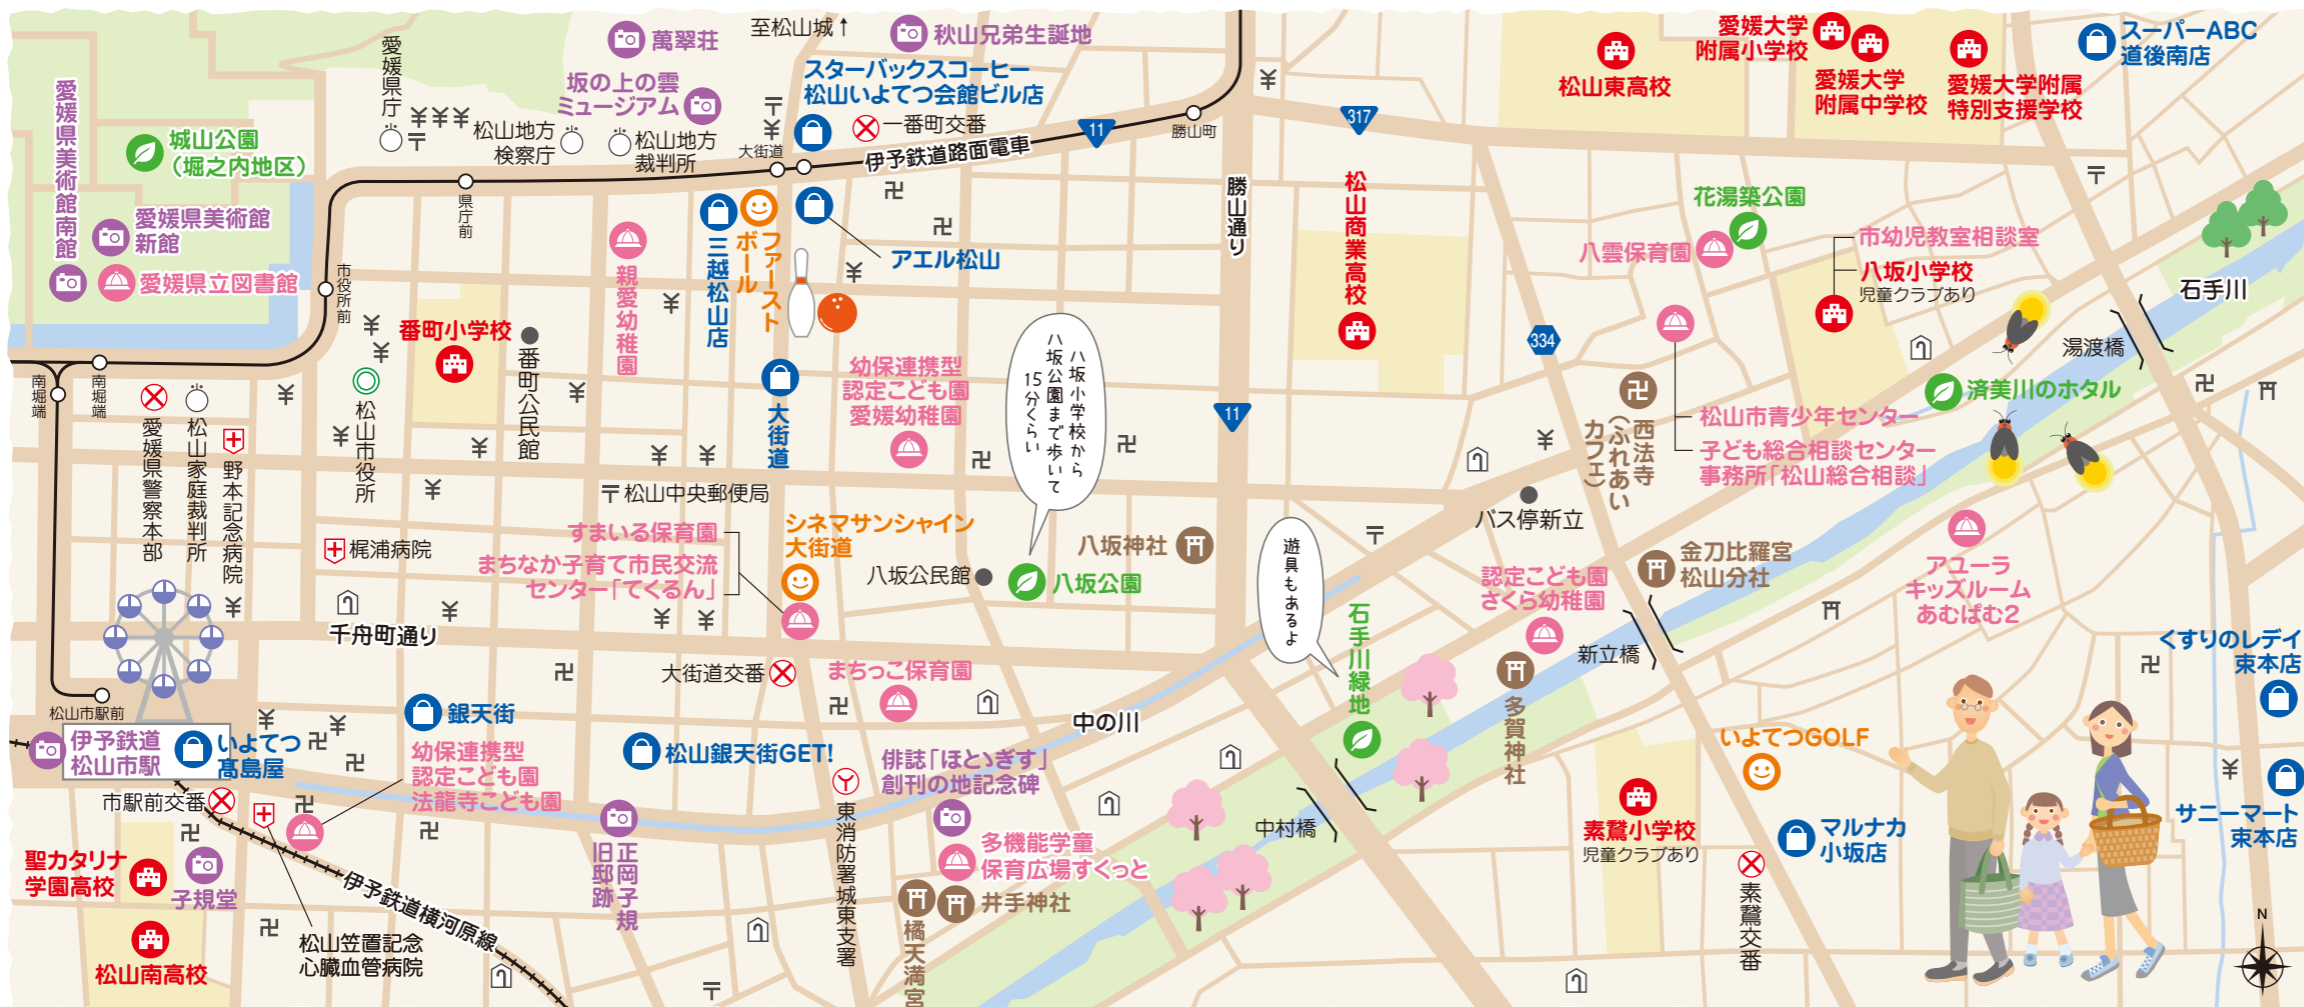 愛媛県美術館南館
城山公園
（堀之内地区）
愛媛県美術館
新館
愛媛県立図書館
愛媛県庁
松山地方
検察庁
萬翠荘
坂の上の雲
ミュージアム
松山地方
裁判所
至松山城↑
秋山兄弟生誕地
スターバックスコーヒー
松山いよてつ会館ビル店
一番町交番
大街道
伊予鉄道路面電車
11
勝山町
317
松山東高校
愛媛大学
附属小学校
愛媛大学
附属中学校
愛媛大学附属
特別支援学校
スーパーABC
道後南店
県庁前
市役所前
南堀端
南堀端
番町小学校
番町公民館
松山市役所
親愛幼稚園
三越松山店
ファースト
ボール
アエル松山
大街道
幼保連携型
認定こども園
愛媛幼稚園
八坂小学校から
八坂公園まで歩いて
15分くらい
勝山通り
11
松山商業高校
334
花湯築公園
八雲保育園
市幼児教室相談室
八坂小学校
児童クラブあり
石手川
湯渡橋
済美川のホタル
松山市青少年センター
子ども総合相談センター
事務所「松山総合相談」
西法寺
（ふれあい
カフェ）
バス停新立
愛媛県警察本部
松山家庭裁判所
野本記念病院
梶浦病院
松山中央郵便局
すまいる保育園
まちなか子育て市民交流
センター「てくるん」
シネマサンシャイン
大街道
八坂公民館
八坂公園
八坂神社
遊具もあるよ
石手川緑地
認定こども園
さくら幼稚園
金刀比羅宮
松山分社
新立橋
多賀神社
アユーラ
キッズルーム
あむぱむ2
くすりのレデイ
束本店
サニーマート
束本店
千舟町通り
大街道交番
まちっこ保育園
中の川
松山市駅前
伊予鉄道
松山市駅
いよてつ
髙島屋
市駅前交番
銀天街
幼保連携型
認定こども園
法龍寺こども園
松山銀天街GET!
俳誌「ほとゝぎす」
創刊の地記念碑
東消防署城東支署
多機能学童
保育広場すくっと
井手神社
橘天満宮
正岡子規
旧邸跡
中村橋
素鵞小学校
児童クラブあり
いよてつGOLF
マルナカ
小坂店
素鵞交番
聖カタリナ
学園高校
子規堂
松山南高校
伊予鉄道横河原線
松山笠置記念
心臓血管病院
N